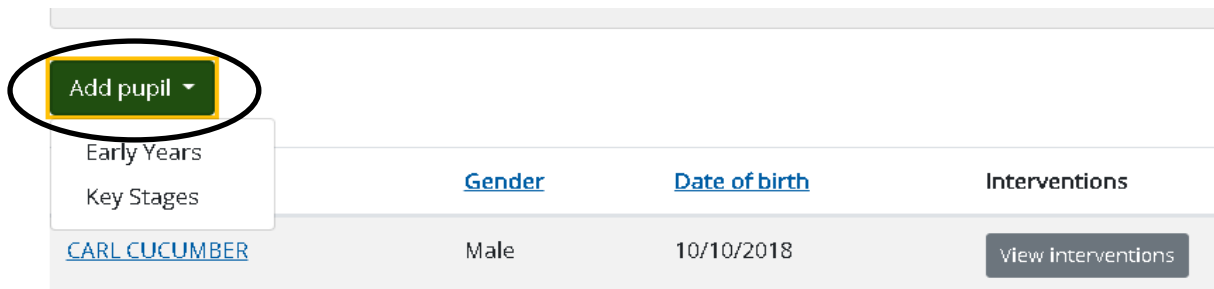 Add pupil
Early Years
Key Stages
Gender Date of birth Interventions
CARL CUCUMBER Male 10/10/2018 View interventions